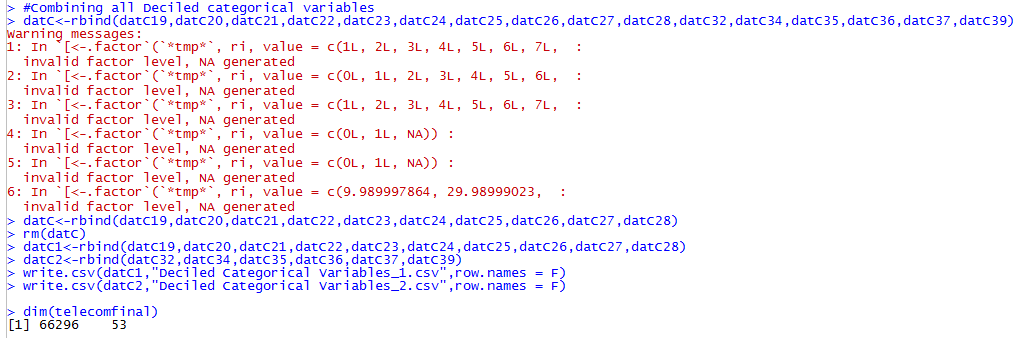 > #Combining all Deciled categorical variables
> datC<-rbind(datC19,datC20,datC21,datC22,datC23,datC24,datC25,datC26,datC27,datC28,datC32,datC34,datC35,datC36,datC37,datC39)
Warning messages:
1: In `[<-.factor`(`*tmp*`, ri, value = c(1L, 2L, 3L, 4L, 5L, 6L, 7L,  :
  invalid factor level, NA generated
2: In `[<-.factor`(`*tmp*`, ri, value = c(0L, 1L, 2L, 3L, 4L, 5L, 6L,  :
  invalid factor level, NA generated
3: In `[<-.factor`(`*tmp*`, ri, value = c(1L, 2L, 3L, 4L, 5L, 6L, 7L,  :
  invalid factor level, NA generated
4: In `[<-.factor`(`*tmp*`, ri, value = c(0L, 1L, NA)) :
  invalid factor level, NA generated
5: In `[<-.factor`(`*tmp*`, ri, value = c(0L, 1L, NA)) :
  invalid factor level, NA generated
6: In `[<-.factor`(`*tmp*`, ri, value = c(9.989997864, 29.98999023,  :
  invalid factor level, NA generated
> datC<-rbind(datC19,datC20,datC21,datC22,datC23,datC24,datC25,datC26,datC27,datC28)
> rm(datC)
> datC1<-rbind(datC19,datC20,datC21,datC22,datC23,datC24,datC25,datC26,datC27,datC28)
> datC2<-rbind(datC32,datC34,datC35,datC36,datC37,datC39)
> write.csv(datC1,"Deciled Categorical Variables_1.csv",row.names = F)
> write.csv(datC2,"Deciled Categorical Variables_2.csv",row.names = F)
> dim(telecomfinal)
[1] 66296    53